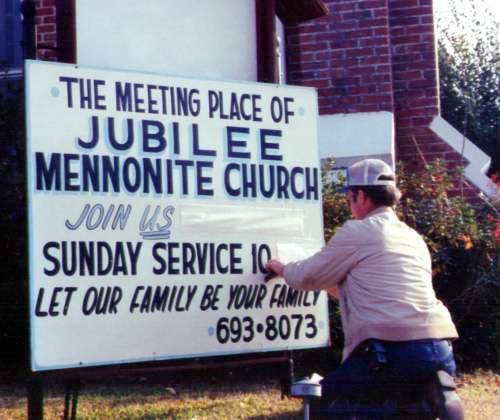 • THE MEETING PLACE OF •
JUBILEE
MENNONITE CHURCH
JOIN US
SUNDAY SERVICE 10
LET OUR FAMILY BE YOUR FAMILY
• 693•8073 •